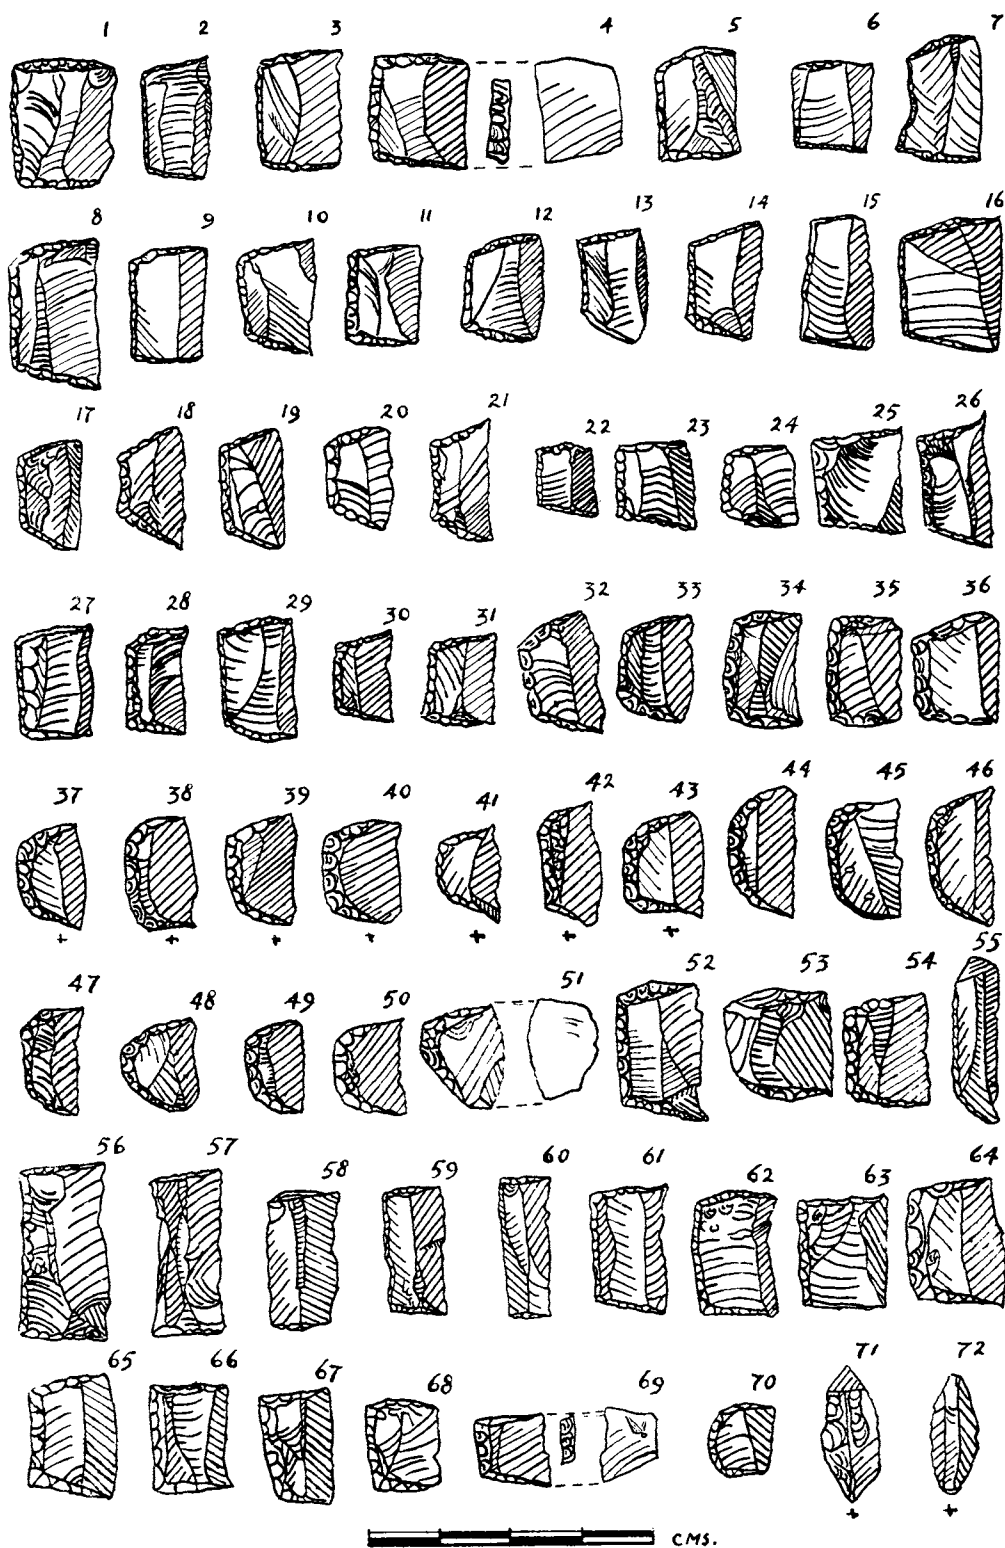 1 2 3 4 5 6 7
8 9 10 11 12 13 14 15 16
17 18 19 20 21 22 23 24 25 26
27 28 29 30 31 32 33 34 35 36
37 38 39 40 41 42 43 44 45 46
+ + + + + + +
47 48 49 50 51 52 53 54 55
56 57 58 59 60 61 62 63 64
65 66 67 68 69 70 71 72
+ +
CMS.